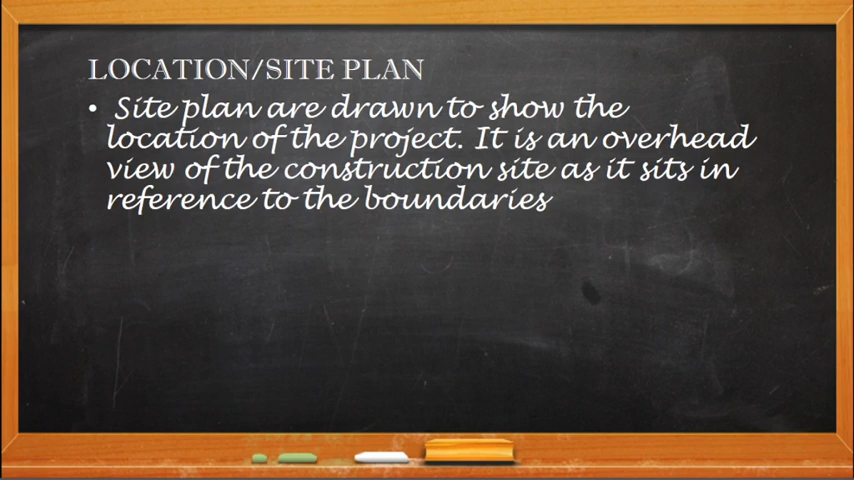 LOCATION/SITE PLAN
• Site plan are drawn to show the
location of the project. It is an overhead
view of the construction site as it sits in
reference to the boundaries